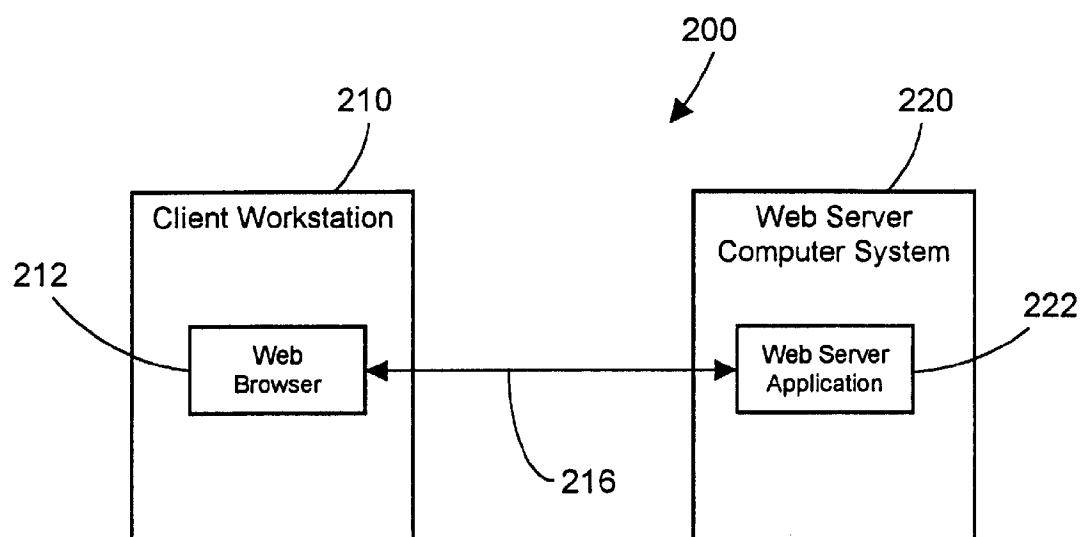 200
210
220
Client Workstation
Web Server
Computer System
212
222
Web
Browser
Web Server
Application
216